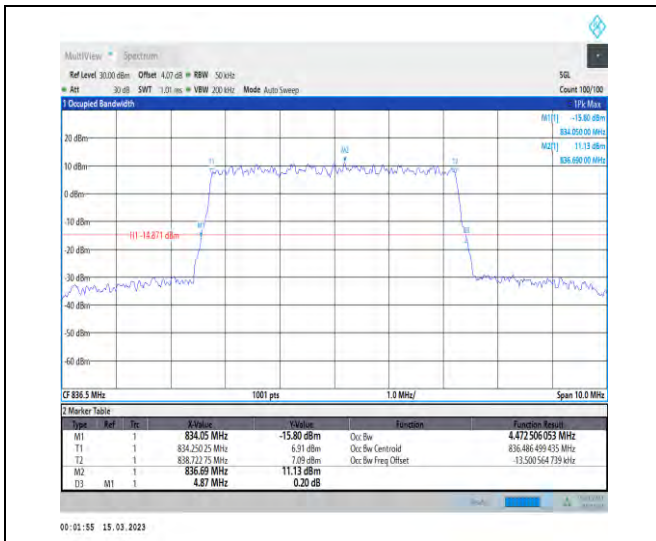 MultiView Spectrum
Ref Level 30.00 dBm Offset 4.07 dB RBW 50 kHz SGL
Att 30 dB SWT 1.01 ms VBW 200 kHz Mode Auto Sweep Count 100/100
1 Occupied Bandwidth 1Pk Max
M1[1] -15.80 dBm
834.050 00 MHz
M2[1] 11.13 dBm
836.690 00 MHz
20 dBm
M2
T1 T2
10 dBm
0 dBm
-10 dBm
M1
H1 -14.871 dBm
-20 dBm
-30 dBm
-40 dBm
-50 dBm
-60 dBm
CF 836.5 MHz 1001 pts 1.0 MHz/ Span 10.0 MHz
2 Marker Table
Type Ref Trc X-Value Y-Value Function Function Result
M1 1 834.05 MHz -15.80 dBm Occ Bw 4.472 506 053 MHz
T1 1 834.250 25 MHz 6.91 dBm Occ Bw Centroid 836.486 499 435 MHz
T2 1 838.722 75 MHz 7.09 dBm Occ Bw Freq Offset -13.500 564 739 kHz
M2 1 836.69 MHz 11.13 dBm
D3 M1 1 4.87 MHz 0.20 dB
00:01:55 15.03.2023